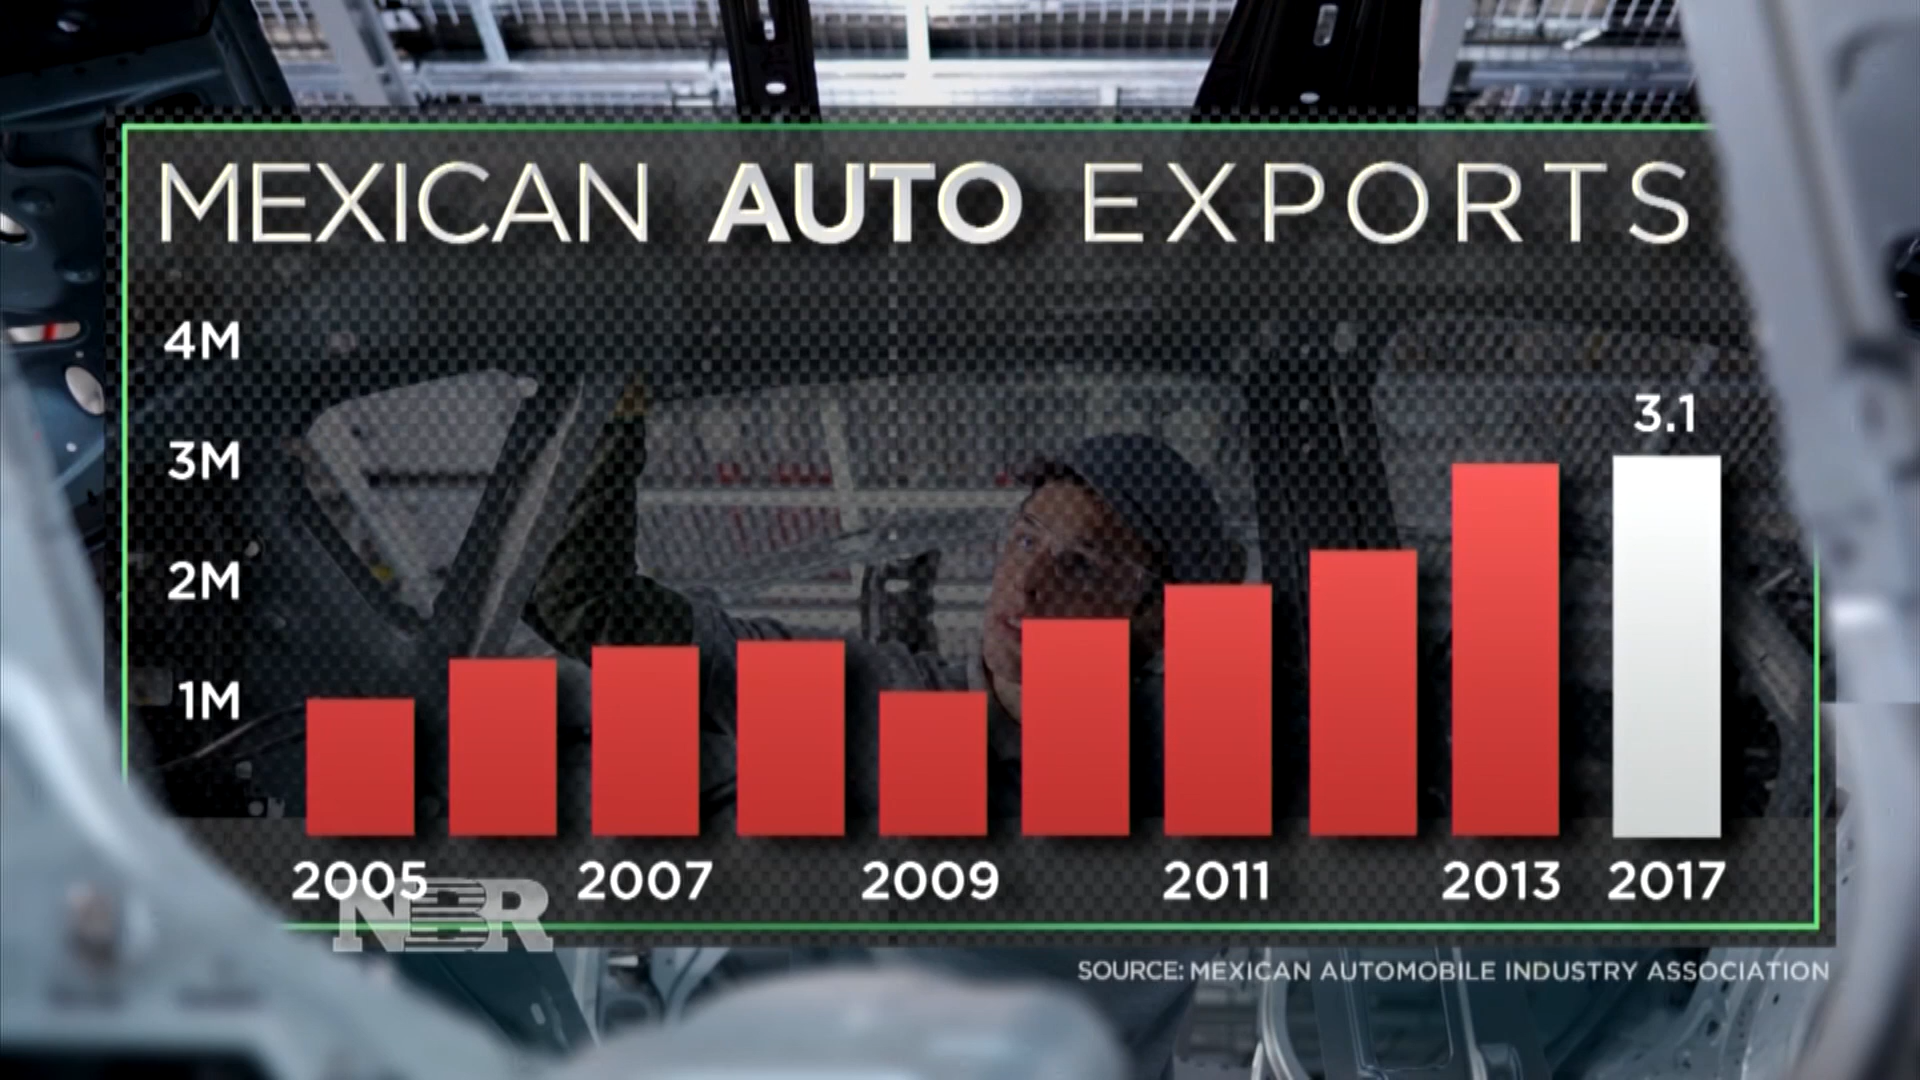 MEXICAN AUTO EXPORTS
4M
3M
2M
1M
3.1
2005 2007 2009 2011 2013 2017
NBR
SOURCE: MEXICAN AUTOMOBILE INDUSTRY ASSOCIATION